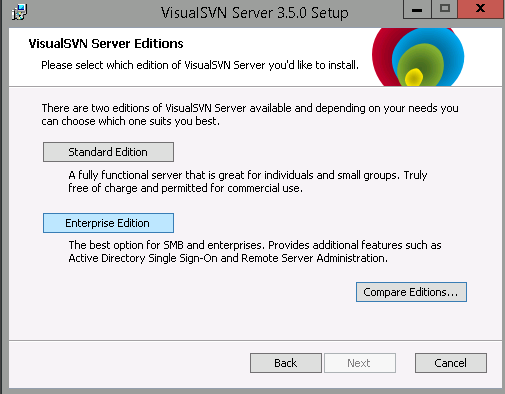 VisualSVN Server 3.5.0 Setup
VisualSVN Server Editions
Please select which edition of VisualSVN Server you'd like to install.
There are two editions of VisualSVN Server available and depending on your needs you
can choose which one suits you best.
Standard Edition
A fully functional server that is great for individuals and small groups. Truly
free of charge and permitted for commercial use.
Enterprise Edition
The best option for SMB and enterprises. Provides additional features such as
Active Directory Single Sign-On and Remote Server Administration.
Compare Editions...
Back
Next
Cancel